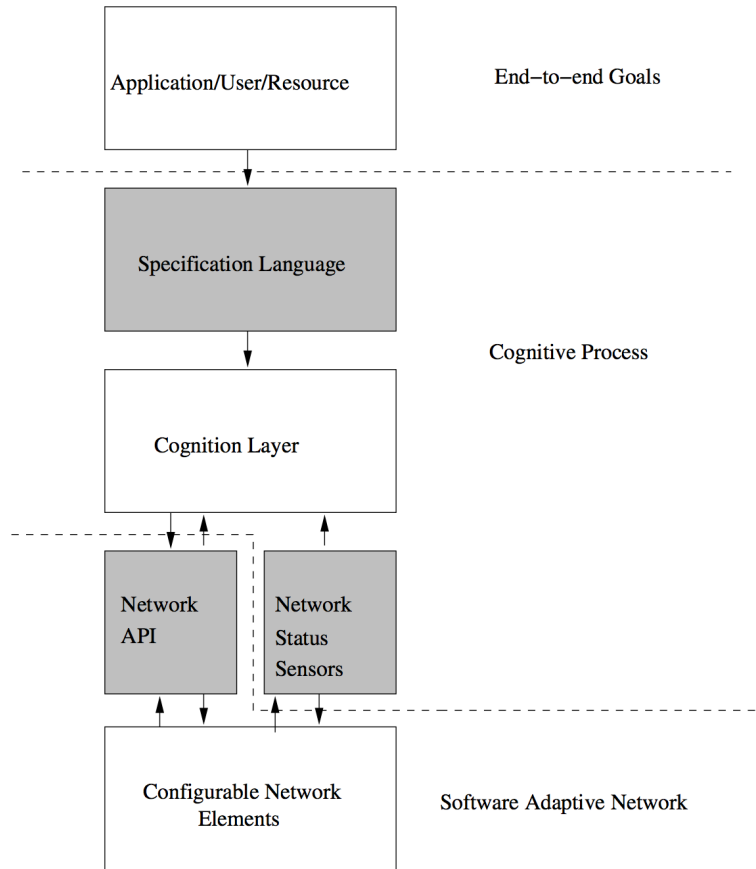 Application/User/Resource
End−to−end Goals
Specification Language
Cognitive Process
Cognition Layer
Network
API
Network
Status
Sensors
Configurable Network
Elements
Software Adaptive Network